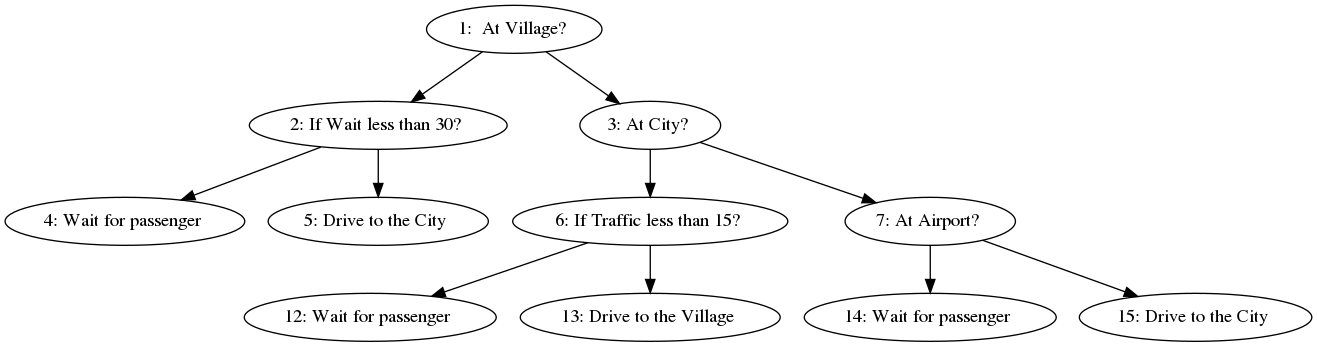 1:  At Village?
2: If Wait less than 30?
3: At City?
4: Wait for passenger
5: Drive to the City
6: If Traffic less than 15?
7: At Airport?
12: Wait for passenger
13: Drive to the Village
14: Wait for passenger
15: Drive to the City